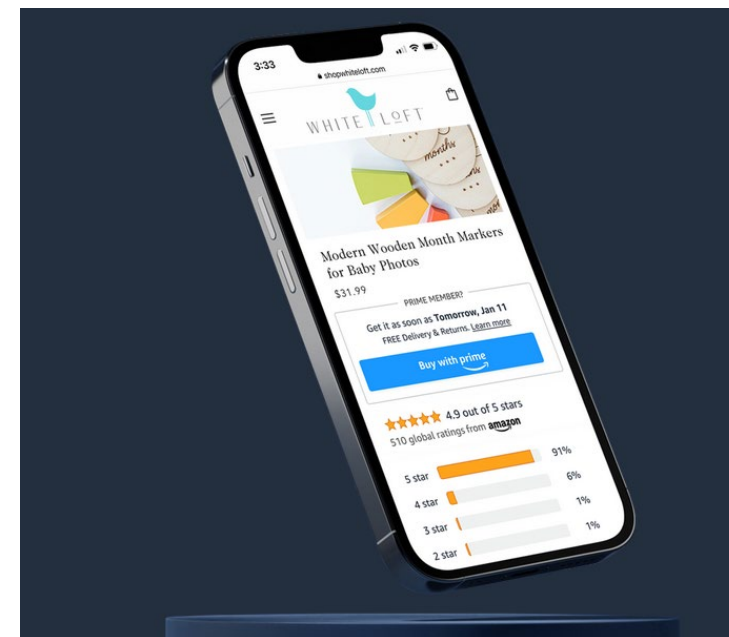 3:33
shopwhiteloft.com
WHITE LOFT
months
Modern Wooden Month Markers
for Baby Photos
$31.99
PRIME MEMBER?
Get it as soon as Tomorrow, Jan 11
FREE Delivery & Returns. Learn more
Buy with prime
4.9 out of 5 stars
510 global ratings from amazon
5 star 91%
4 star 6%
3 star 1%
2 star 1%